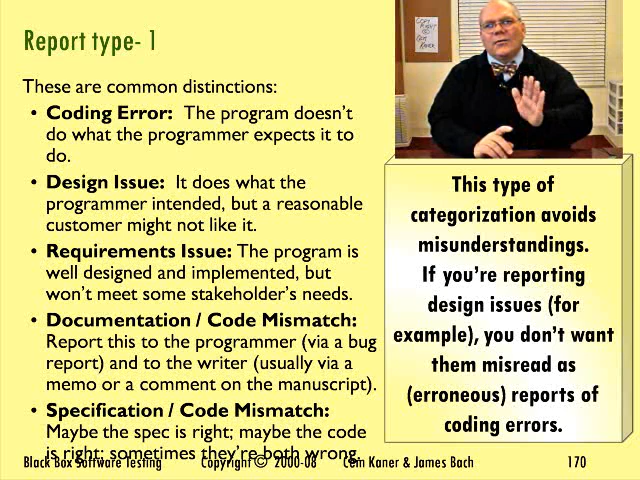 Report type- 1
These are common distinctions:
• Coding Error: The program doesn't
do what the programmer expects it to
do.
• Design Issue: It does what the
programmer intended, but a reasonable
customer might not like it.
• Requirements Issue: The program is
well designed and implemented, but
won't meet some stakeholder's needs.
• Documentation / Code Mismatch:
Report this to the programmer (via a bug
report) and to the writer (usually via a
memo or a comment on the manuscript).
• Specification / Code Mismatch:
Maybe the spec is right; maybe the code
is right; sometimes they're both wrong.
COPY
RIGHT
©
CEM
KANER
This type of
categorization avoids
misunderstandings.
If you're reporting
design issues (for
example), you don't want
them misread as
(erroneous) reports of
coding errors.
Black Box Software Testing Copyright © 2000-08 Cem Kaner & James Bach 170